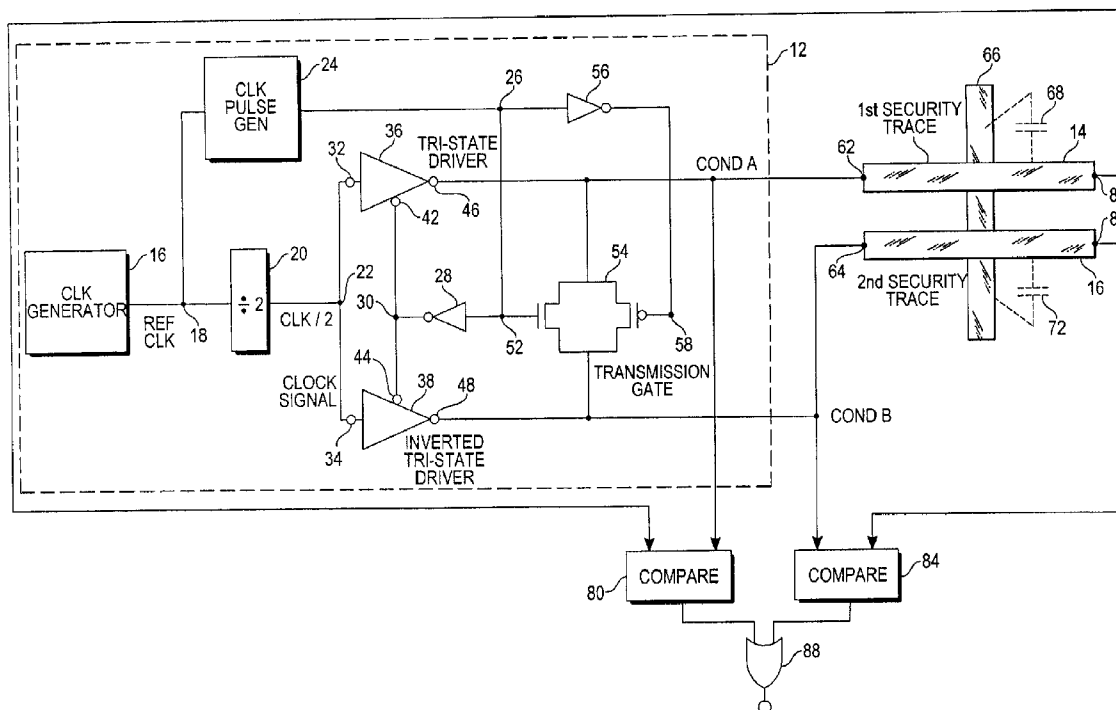 12
24
CLK
PULSE
GEN
26
56
66
68
1st SECURITY
TRACE
14
36
TRI-STATE
DRIVER
32
62
COND A
46
42
8
16
20
CLK
GENERATOR
÷ 2
22
28
54
64
8
2nd SECURITY
TRACE
16
30
REF
CLK
18
CLK / 2
52
58
72
44
TRANSMISSION
GATE
CLOCK
SIGNAL
38
48
COND B
34
INVERTED
TRI-STATE
DRIVER
80
COMPARE
COMPARE
84
88